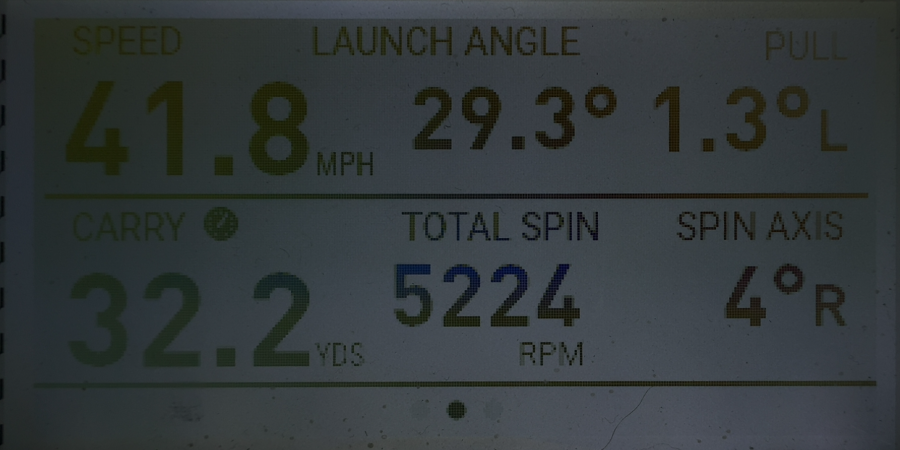 SPEED LAUNCH ANGLE PULL
41.8 MPH 29.3° 1.3° L
CARRY TOTAL SPIN SPIN AXIS
32.2 YDS 5224 RPM 4° R